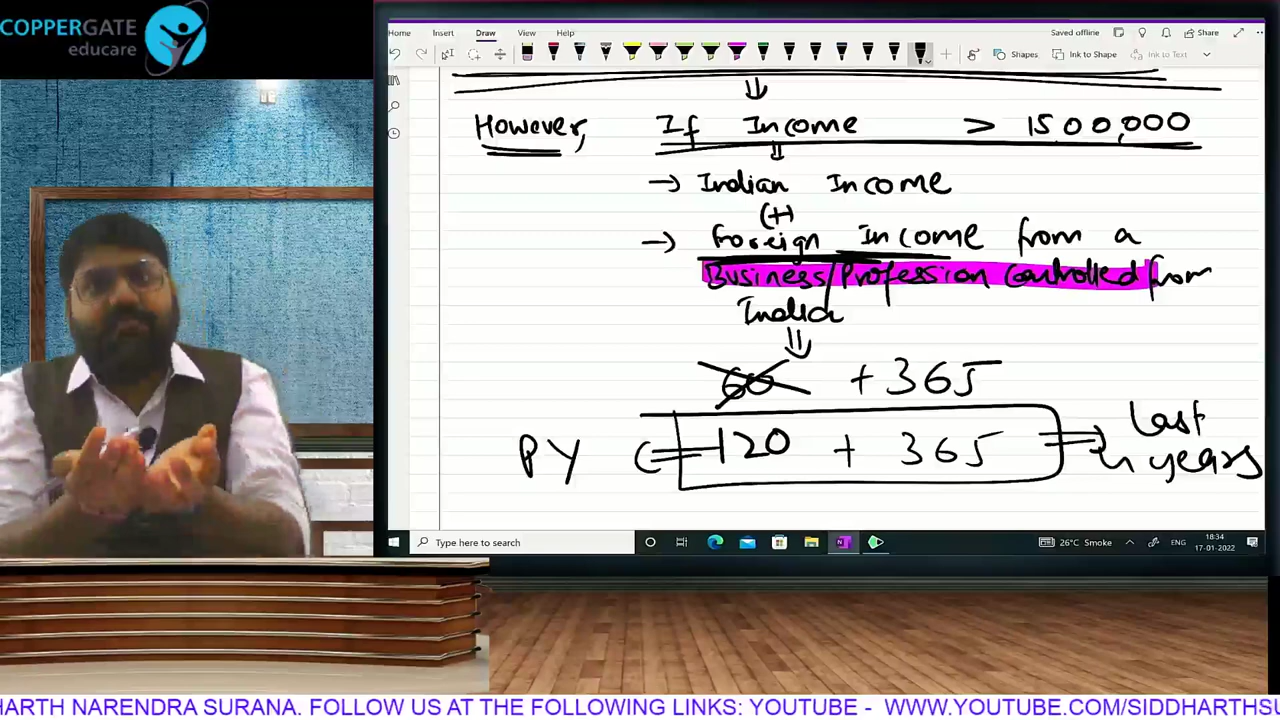 COPPERGATE
educare
Home Insert Draw View Help
Saved offline
Share
Shapes
Ink to Shape
Ink to Text
However, If Income > 1500,000
→ Indian Income
(+)
→ Foreign Income from a
Business/Profession controlled from
India
⇓
60 + 365
PY 120 + 365 last
4 years
Type here to search
26°C Smoke
ENG
18:34
17-01-2022
HARTH NARENDRA SURANA. FOLLOW US AT THE FOLLOWING LINKS: YOUTUBE - WWW.YOUTUBE.COM/SIDDHARTHSU